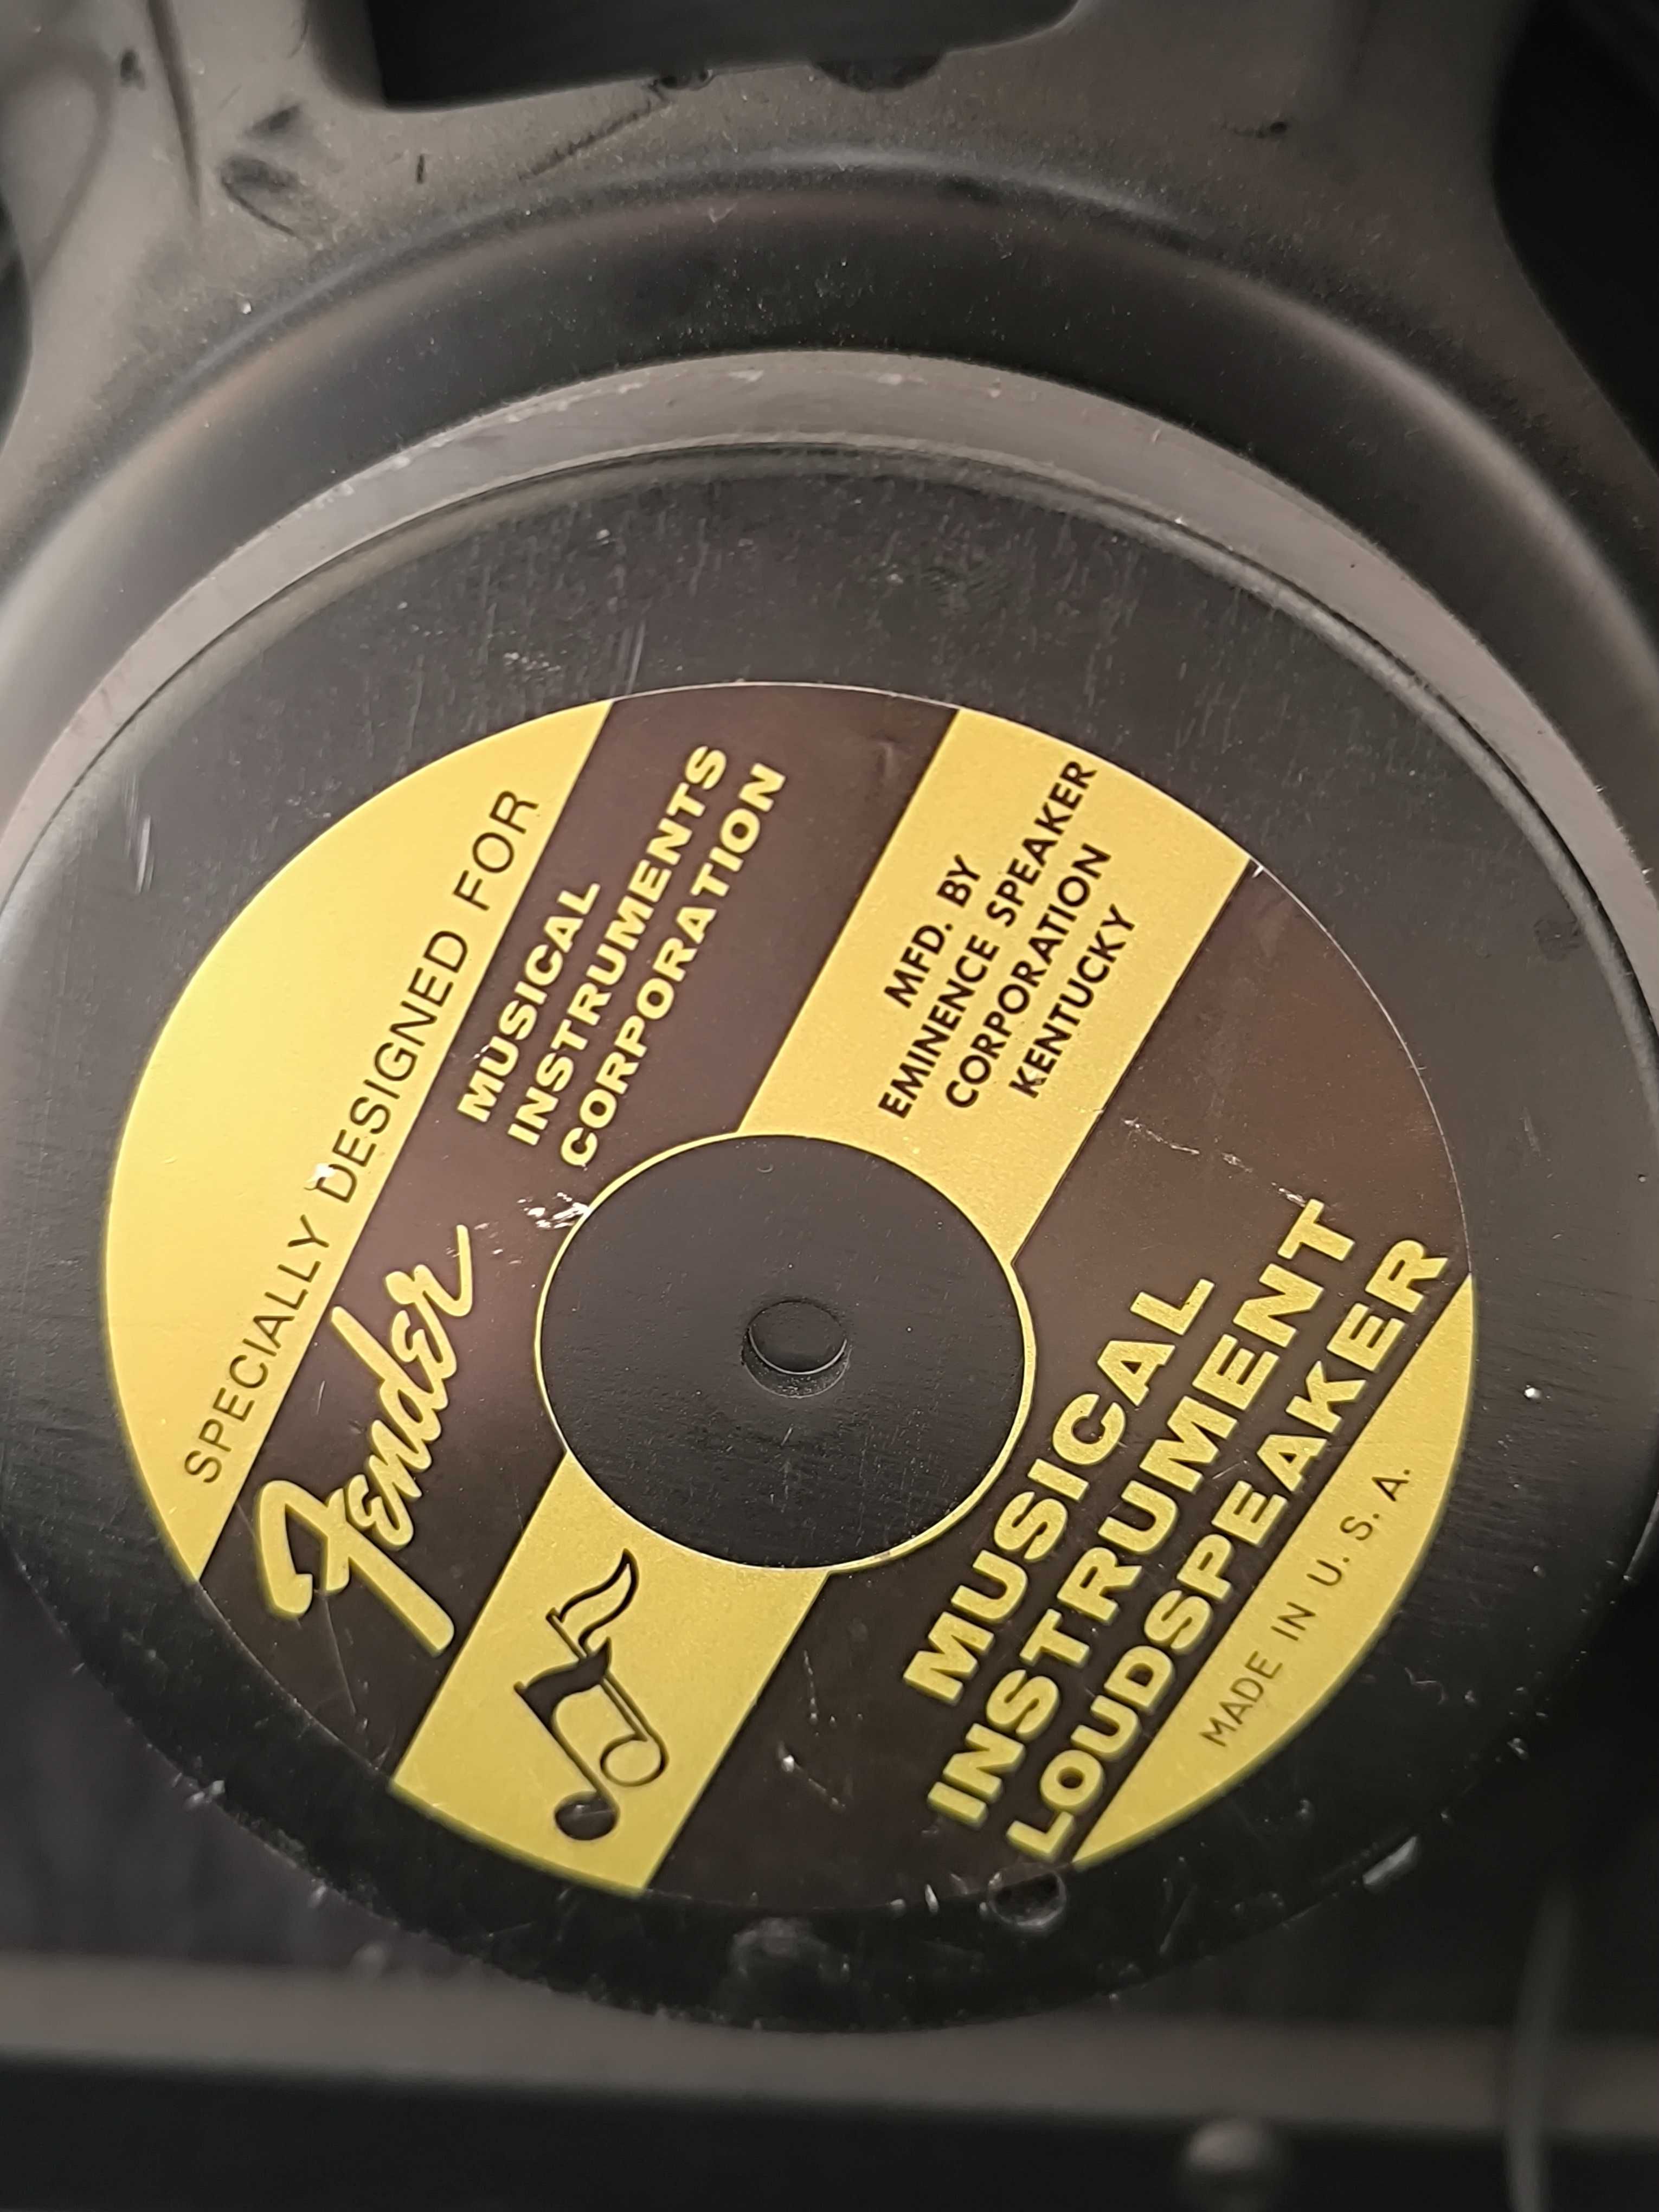 SPECIALLY DESIGNED FOR
Fender
MUSICAL
INSTRUMENTS
CORPORATION
MFD. BY
EMINENCE SPEAKER
CORPORATION
KENTUCKY
MUSICAL
INSTRUMENT
LOUDSPEAKER
MADE IN U. S. A.